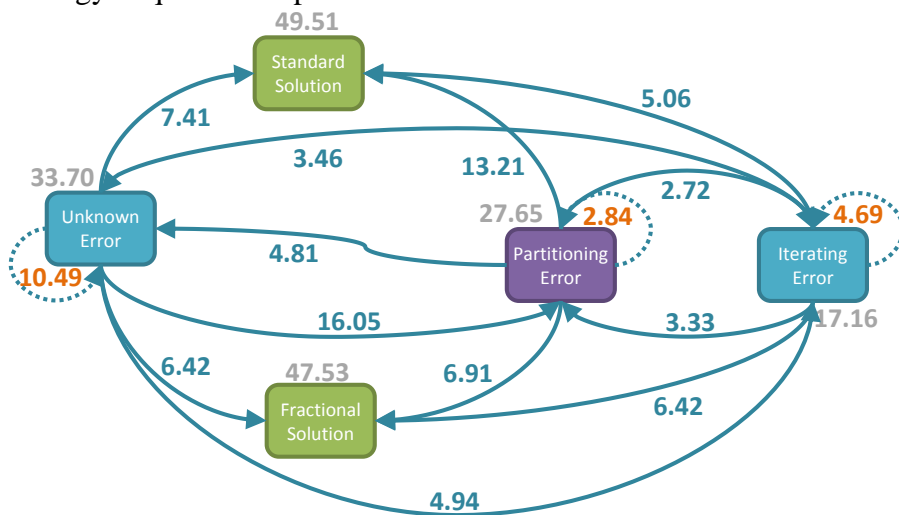 49.51
Standard
Solution
7.41
5.06
3.46
13.21
33.70
2.72
27.65
2.84
4.69
Unknown
Error
4.81
Partitioning
Error
Iterating
Error
10.49
16.05
3.33
17.16
6.42
47.53
6.91
6.42
Fractional
Solution
4.94